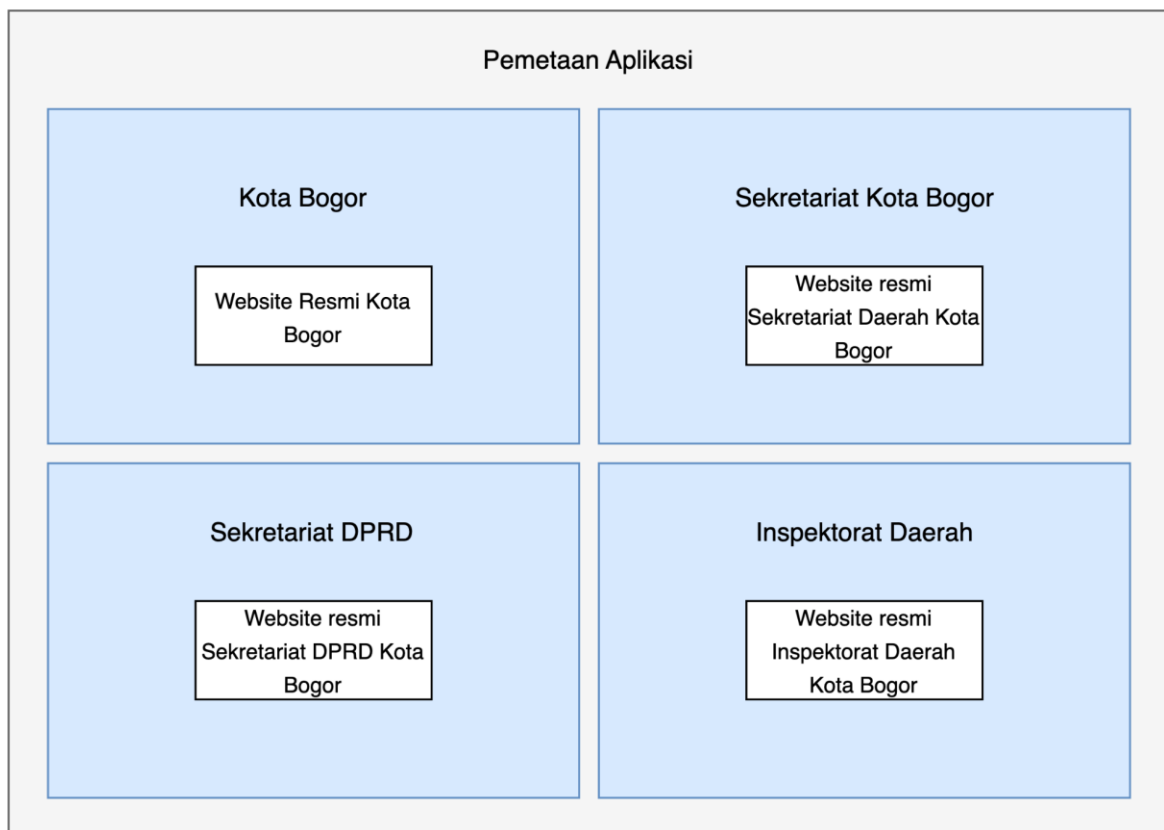 Pemetaan Aplikasi
Kota Bogor
Website Resmi Kota
Bogor
Sekretariat Kota Bogor
Website resmi
Sekretariat Daerah Kota
Bogor
Sekretariat DPRD
Website resmi
Sekretariat DPRD Kota
Bogor
Inspektorat Daerah
Website resmi
Inspektorat Daerah
Kota Bogor